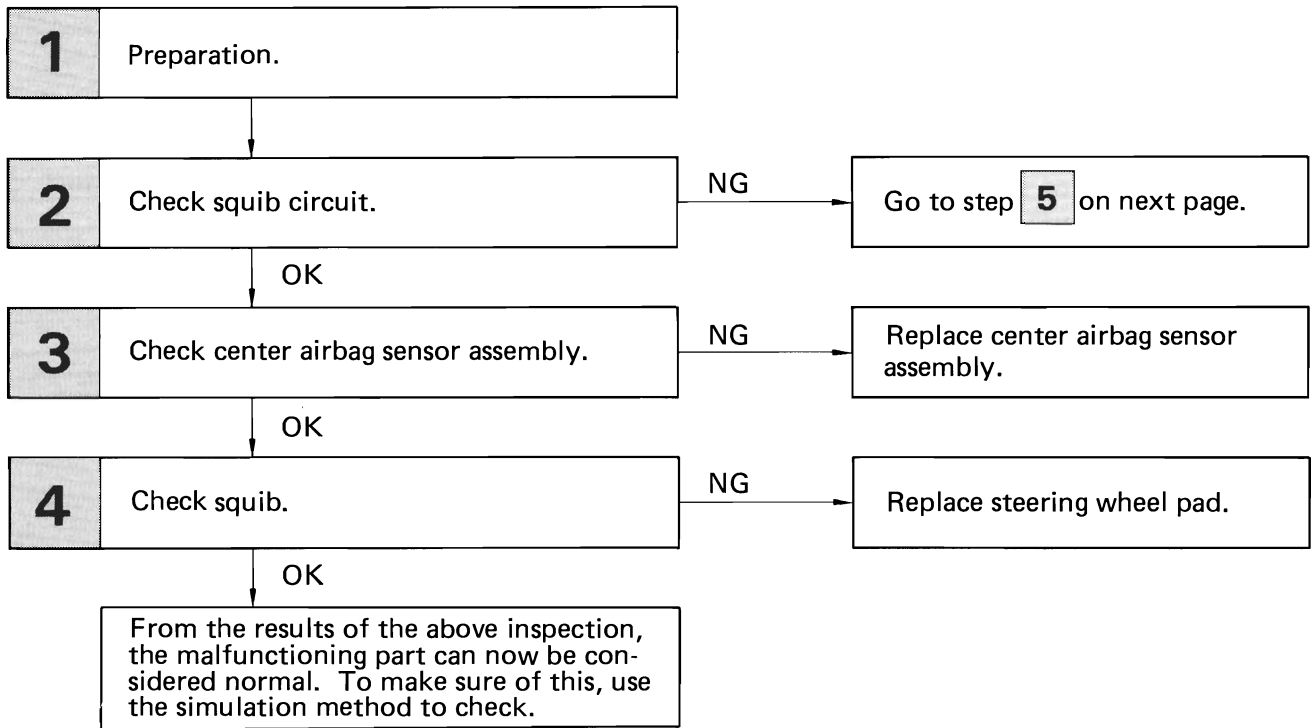 1 Preparation.
2 Check squib circuit.
NG
Go to step 5 on next page.
OK
3 Check center airbag sensor assembly.
NG
Replace center airbag sensor
assembly.
OK
4 Check squib.
NG
Replace steering wheel pad.
OK
From the results of the above inspection,
the malfunctioning part can now be con-
sidered normal. To make sure of this, use
the simulation method to check.